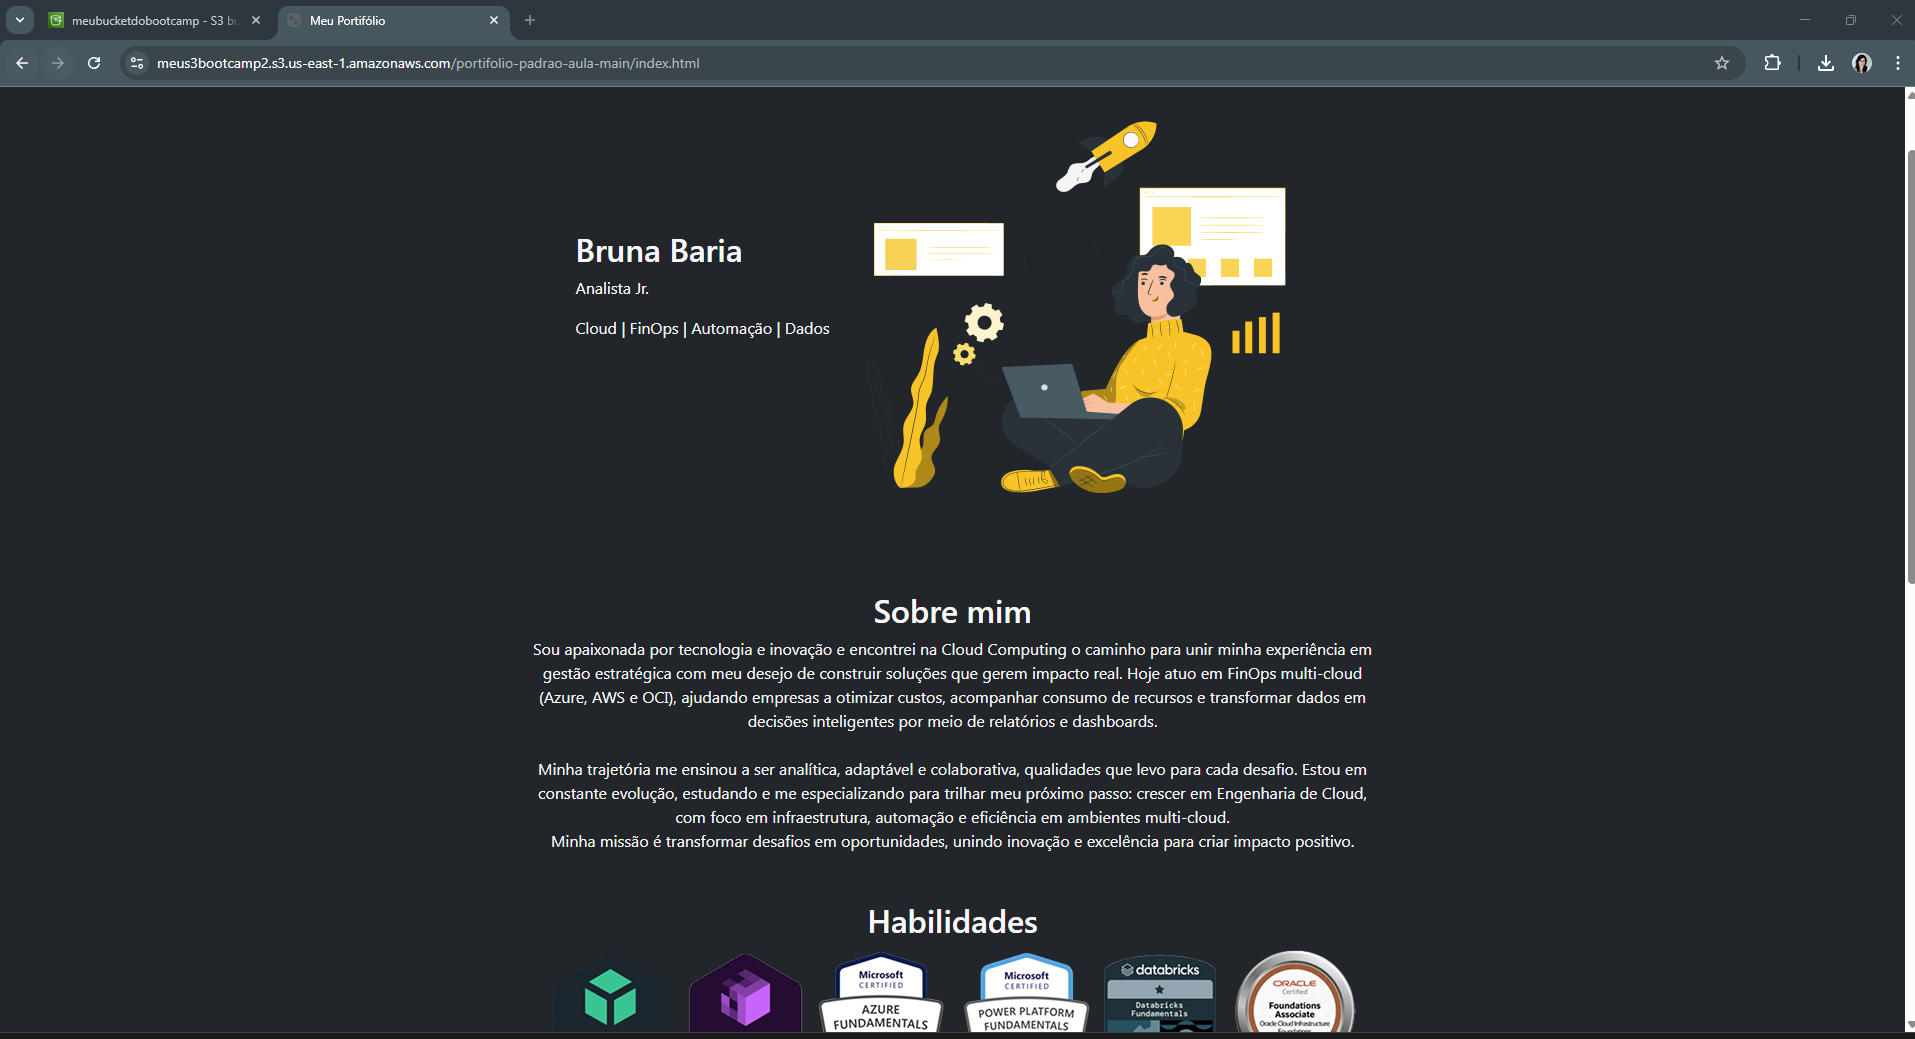 meubucketdobootcamp - S3 bu
Meu Portifólio
meus3bootcamp2.s3.us-east-1.amazonaws.com/portifolio-padrao-aula-main/index.html
Bruna Baria
Analista Jr.
Cloud | FinOps | Automação | Dados
Sobre mim
Sou apaixonada por tecnologia e inovação e encontrei na Cloud Computing o caminho para unir minha experiência em
gestão estratégica com meu desejo de construir soluções que gerem impacto real. Hoje atuo em FinOps multi-cloud
(Azure, AWS e OCI), ajudando empresas a otimizar custos, acompanhar consumo de recursos e transformar dados em
decisões inteligentes por meio de relatórios e dashboards.
Minha trajetória me ensinou a ser analítica, adaptável e colaborativa, qualidades que levo para cada desafio. Estou em
constante evolução, estudando e me especializando para trilhar meu próximo passo: crescer em Engenharia de Cloud,
com foco em infraestrutura, automação e eficiência em ambientes multi-cloud.
Minha missão é transformar desafios em oportunidades, unindo inovação e excelência para criar impacto positivo.
Habilidades
Microsoft
CERTIFIED
AZURE
FUNDAMENTALS
Microsoft
CERTIFIED
POWER PLATFORM
FUNDAMENTALS
databricks
Databricks
Fundamentals
ORACLE
Certified
Foundations
Associate
Oracle Cloud Infrastructure